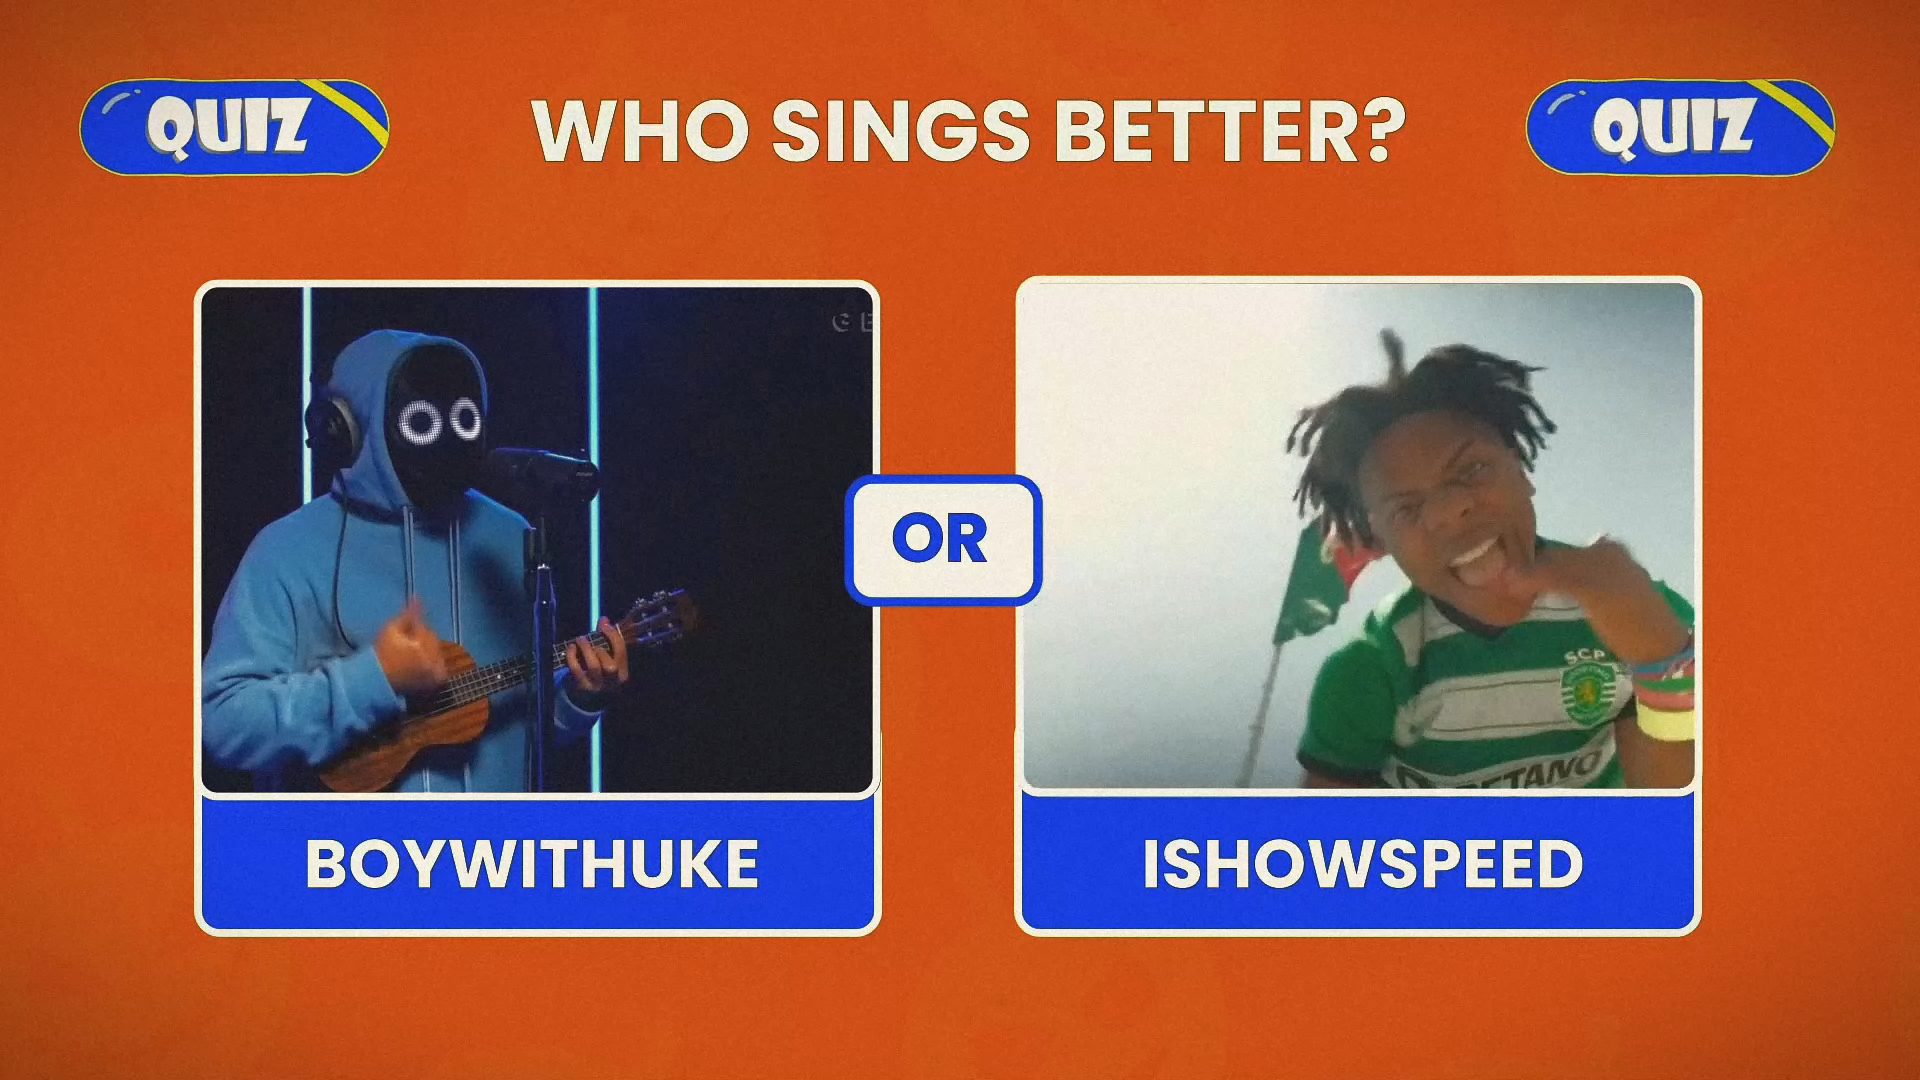 QUIZ
WHO SINGS BETTER?
QUIZ
G E
OR
SCP
BOYWITHUKE
ISHOWSPEED